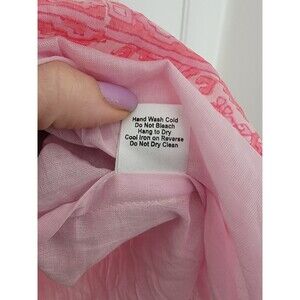 Hand Wash Cold
Do Not Bleach
Hang to Dry
Cool Iron on Reverse
Do Not Dry Clean